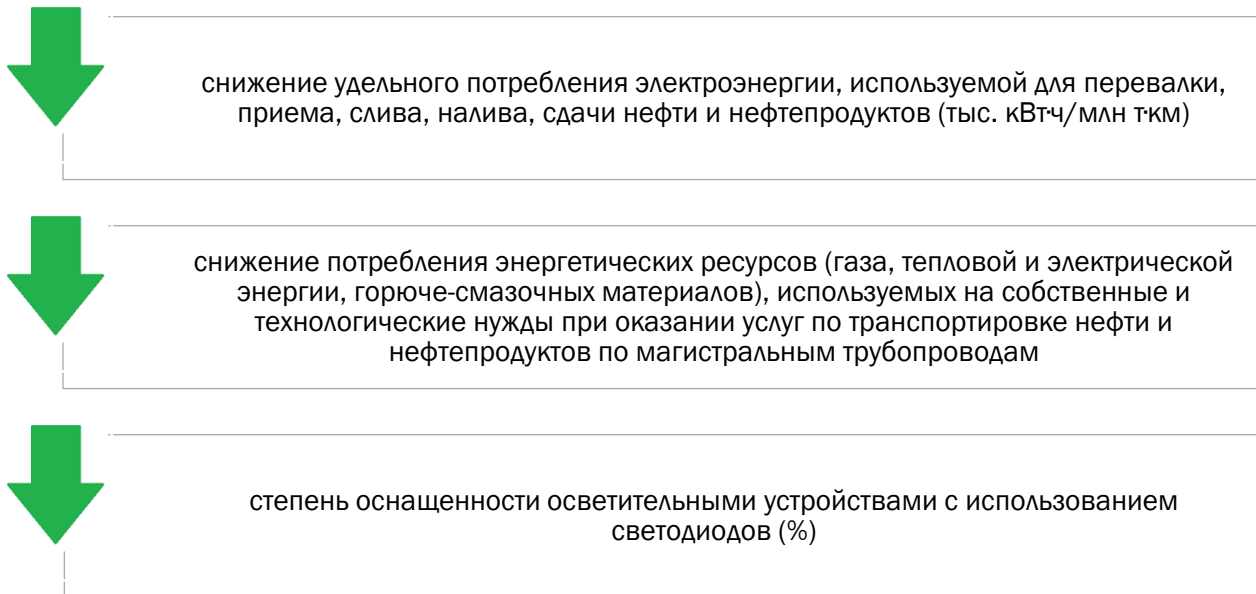 снижение удельного потребления электроэнергии, используемой для перевалки,
приема, слива, налива, сдачи нефти и нефтепродуктов (тыс. кВт·ч/млн т·км)
снижение потребления энергетических ресурсов (газа, тепловой и электрической
энергии, горюче-смазочных материалов), используемых на собственные и
технологические нужды при оказании услуг по транспортировке нефти и
нефтепродуктов по магистральным трубопроводам
степень оснащенности осветительными устройствами с использованием
светодиодов (%)